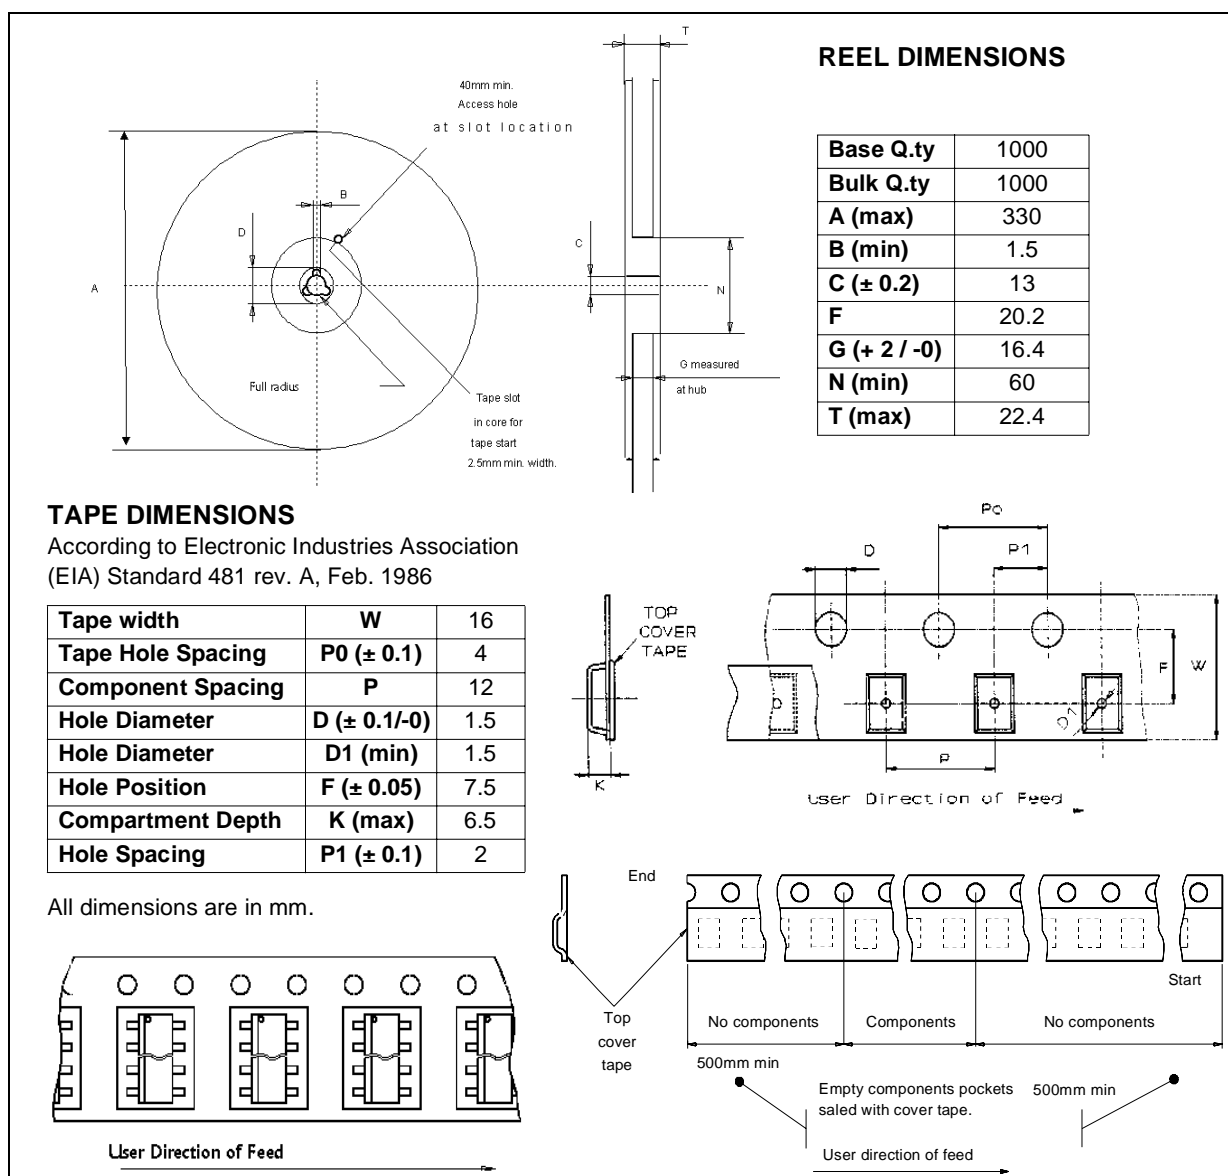 T
REEL DIMENSIONS
40mm min.
Access hole
at slot location
B
D
C
A
N
Full radius
G measured
at hub
Tape slot
in core for
tape start
2.5mm min. width.
Base Q.ty 1000
Bulk Q.ty 1000
A (max) 330
B (min) 1.5
C (± 0.2) 13
F 20.2
G (+ 2 / -0) 16.4
N (min) 60
T (max) 22.4
TAPE DIMENSIONS
According to Electronic Industries Association
(EIA) Standard 481 rev. A, Feb. 1986
Tape width W 16
Tape Hole Spacing P0 (± 0.1) 4
Component Spacing P 12
Hole Diameter D (± 0.1/-0) 1.5
Hole Diameter D1 (min) 1.5
Hole Position F (± 0.05) 7.5
Compartment Depth K (max) 6.5
Hole Spacing P1 (± 0.1) 2
All dimensions are in mm.
Po
D
P1
TOP
COVER
TAPE
F
W
D1
P
K
User Direction of Feed
End
Start
Top
cover
tape
No components
Components
No components
500mm min
Empty components pockets
saled with cover tape.
500mm min
User direction of feed
User Direction of Feed